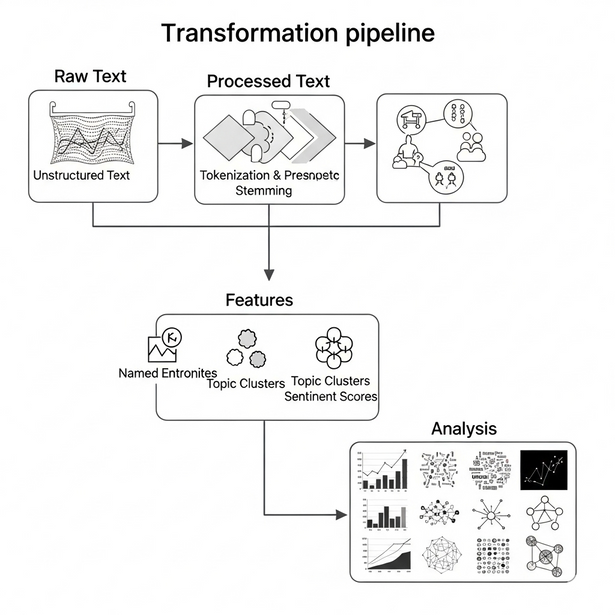 Transformation pipeline
Raw Text
Processed Text
Unstructured Text
Tokenization & Presnpetc
Stemming
Features
Named Entronites
Topic Clusters
Topic Clusters
Sentinent Scores
Analysis